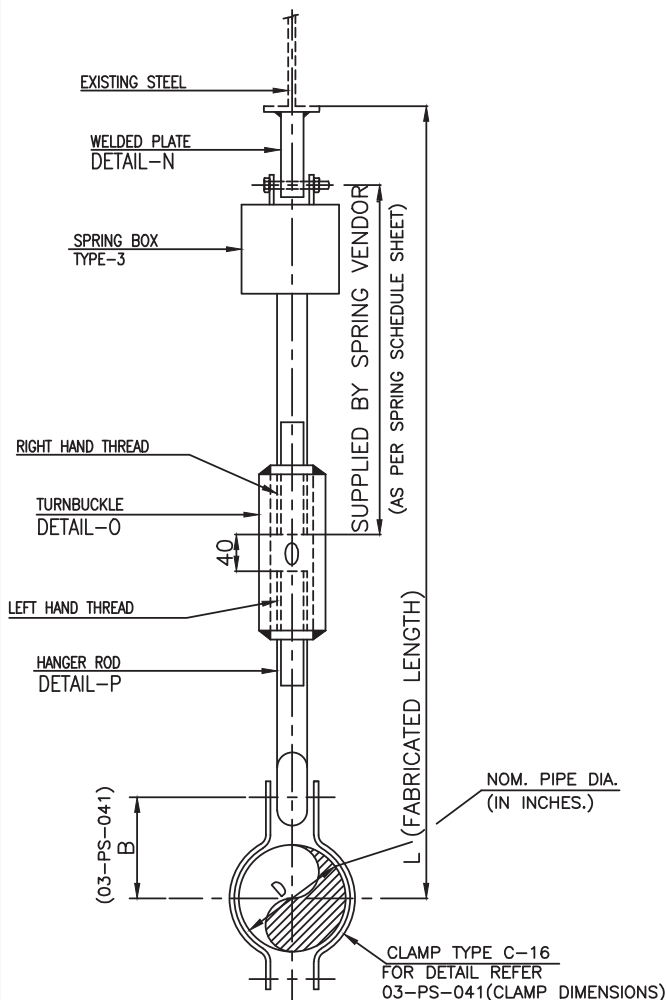 EXISTING STEEL
WELDED PLATE
DETAIL-N
SPRING BOX
TYPE-3
SUPPLIED BY SPRING VENDOR
(AS PER SPRING SCHEDULE SHEET)
RIGHT HAND THREAD
TURNBUCKLE
DETAIL-O
40
LEFT HAND THREAD
HANGER ROD
DETAIL-P
L (FABRICATED LENGTH)
NOM. PIPE DIA.
(IN INCHES.)
(03-PS-041)
B
D
CLAMP TYPE C-16
FOR DETAIL REFER
03-PS-041(CLAMP DIMENSIONS)